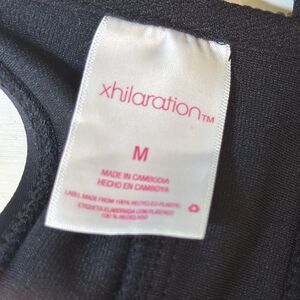 xhilaration™
M
MADE IN CAMBODIA
HECHO EN CAMBOYA
LABEL MADE FROM 100% RECYCLED PLASTIC
ETIQUETA ELABORADA CON PLÁSTICO
100 % RECICLADO